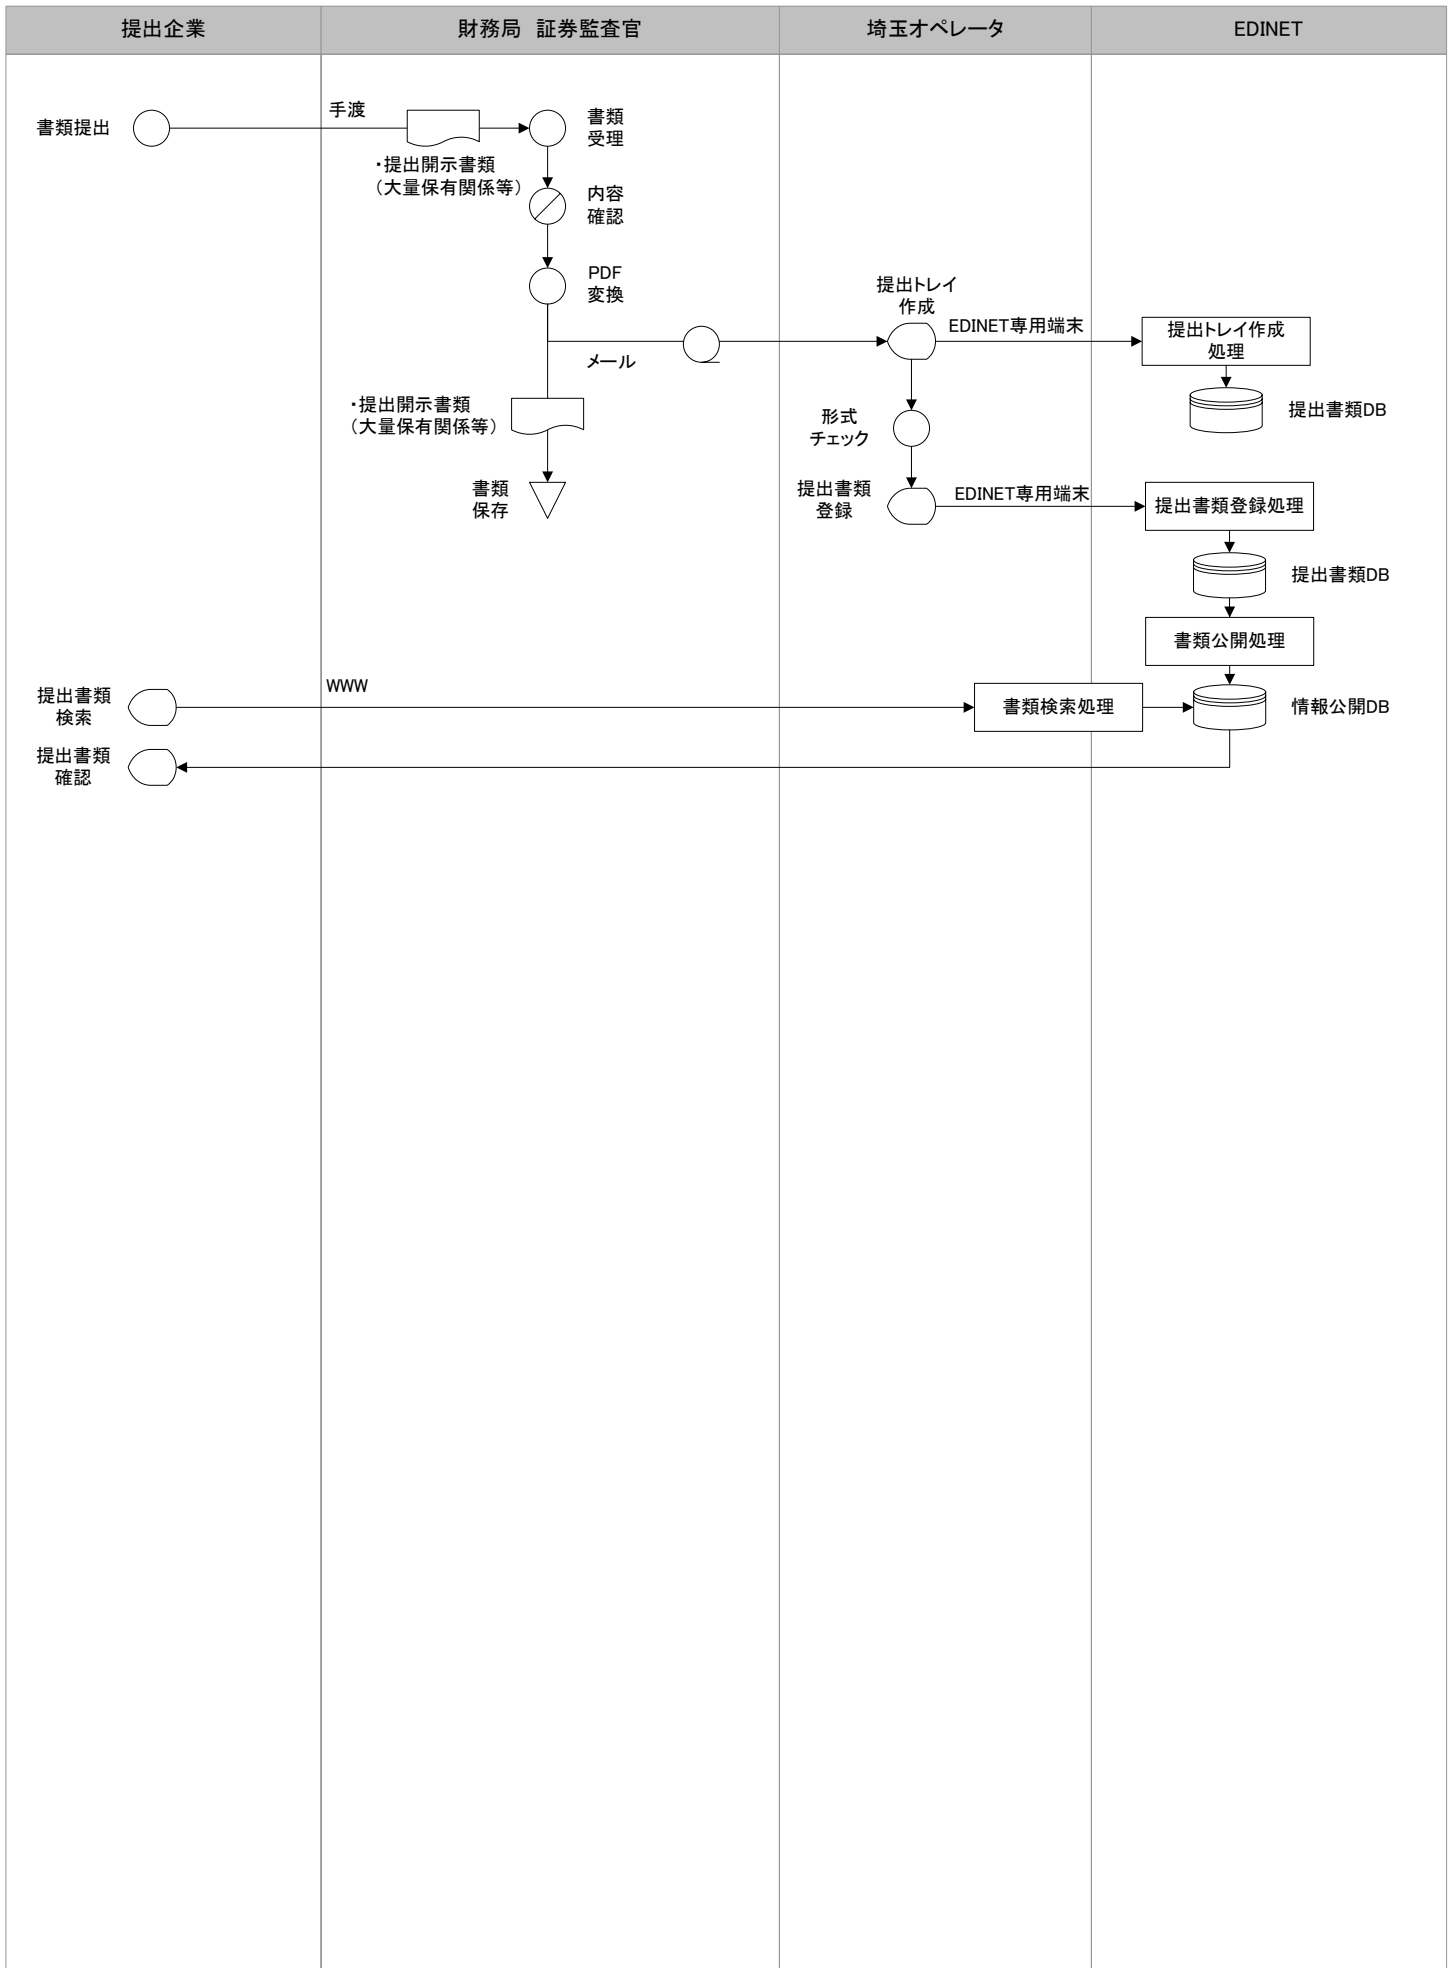 提出企業
財務局　証券監査官
埼玉オペレータ
EDINET
書類提出
手渡
・提出開示書類
（大量保有関係等）
書類
受理
内容
確認
PDF
変換
メール
提出トレイ
作成
EDINET専用端末
提出トレイ作成
処理
提出書類DB
・提出開示書類
（大量保有関係等）
形式
チェック
書類
保存
提出書類
登録
EDINET専用端末
提出書類登録処理
提出書類DB
書類公開処理
提出書類
検索
WWW
書類検索処理
情報公開DB
提出書類
確認